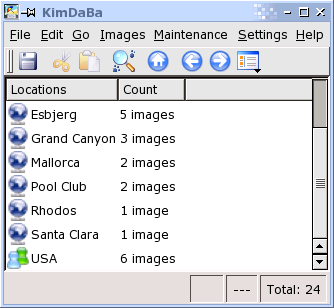 KimDaBa
File Edit Go Images Maintenance Settings Help
Locations Count
Esbjerg 5 images
Grand Canyon 3 images
Mallorca 2 images
Pool Club 2 images
Rhodos 1 image
Santa Clara 1 image
USA 6 images
--- Total: 24